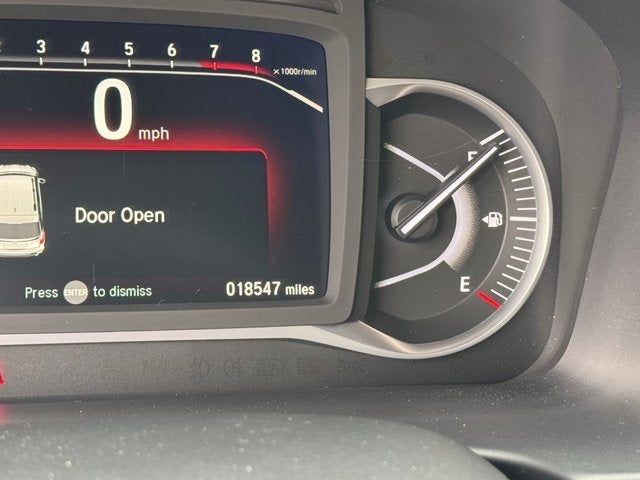 3 4 5 6 7 8
×1000r/min
0 mph
F
Door Open
E
Press ENTER to dismiss
018547 miles